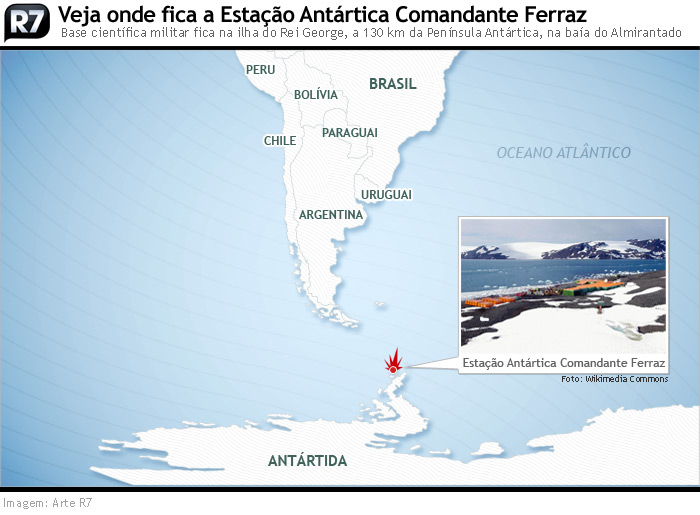 R7
Veja onde fica a Estação Antártica Comandante Ferraz
Base científica militar fica na ilha do Rei George, a 130 km da Península Antártica, na baía do Almirantado
PERU
BRASIL
BOLÍVIA
PARAGUAI
CHILE
OCEANO ATLÂNTICO
URUGUAI
ARGENTINA
Estação Antártica Comandante Ferraz
Foto: Wikimedia Commons
ANTÁRTIDA
Imagem: Arte R7